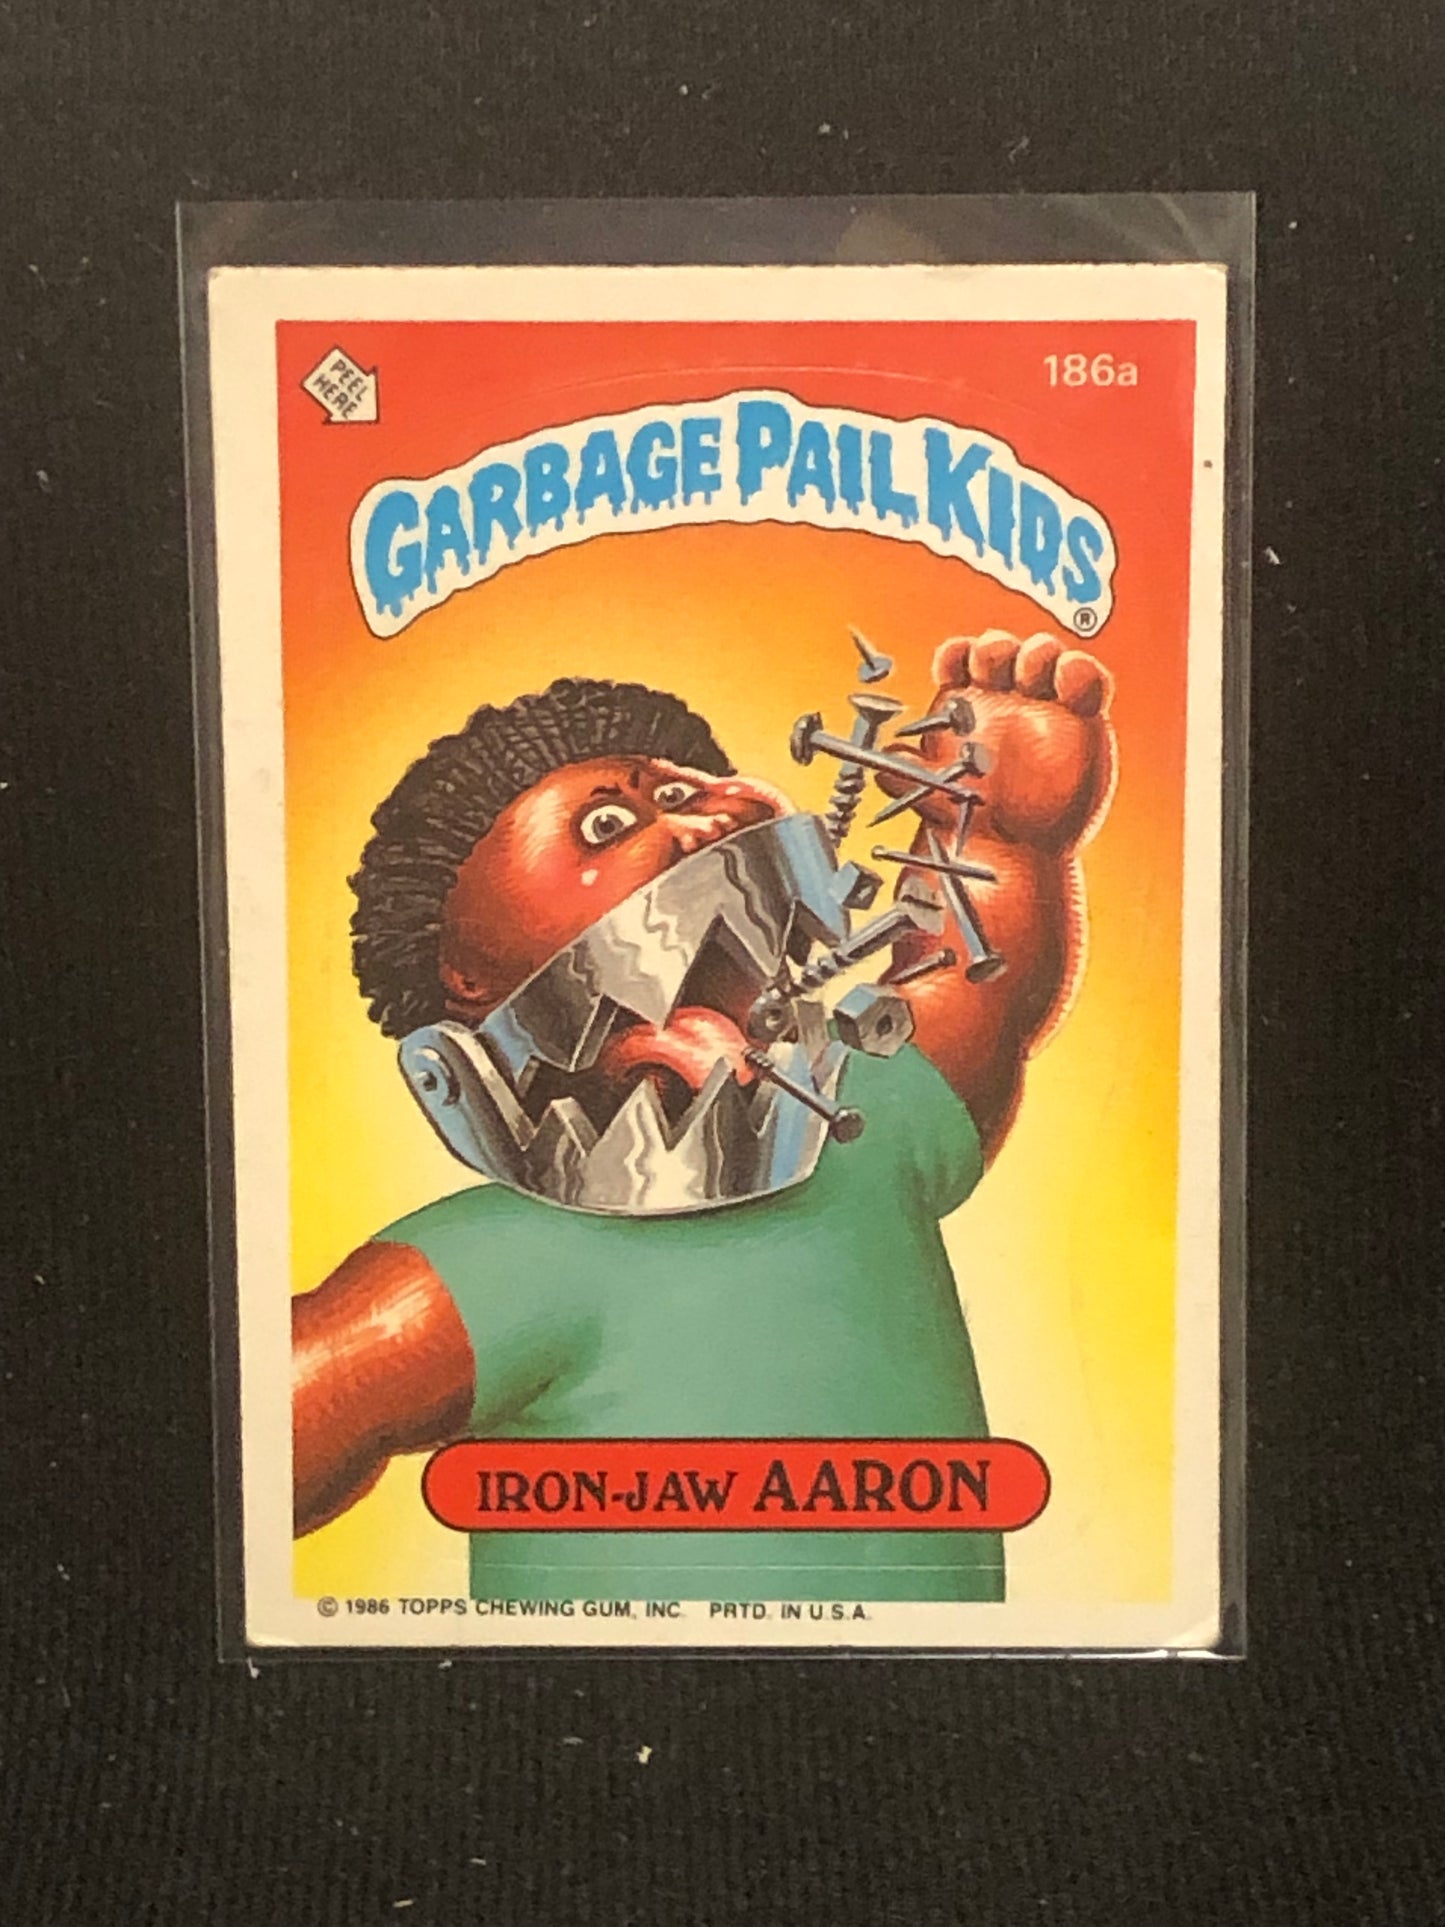 PEEL
HERE
186a
GARBAGE PAIL KIDS
®
IRON-JAW AARON
© 1986 TOPPS CHEWING GUM, INC. PRTD. IN U.S.A.